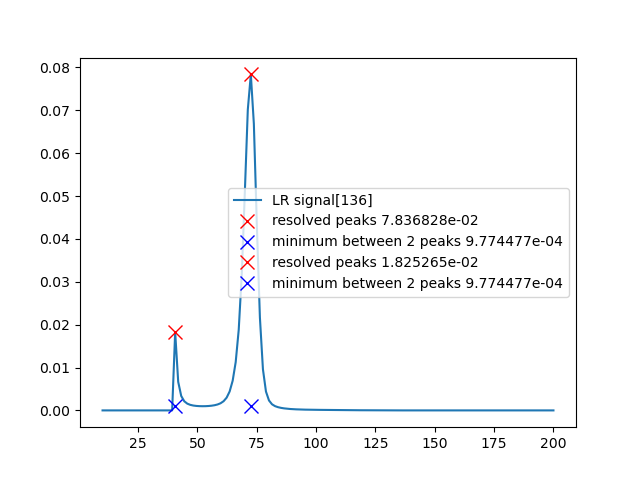 0.08
0.07
0.06
0.05
0.04
0.03
0.02
0.01
0.00
LR signal[136]
resolved peaks 7.836828e-02
minimum between 2 peaks 9.774477e-04
resolved peaks 1.825265e-02
minimum between 2 peaks 9.774477e-04
25 50 75 100 125 150 175 200